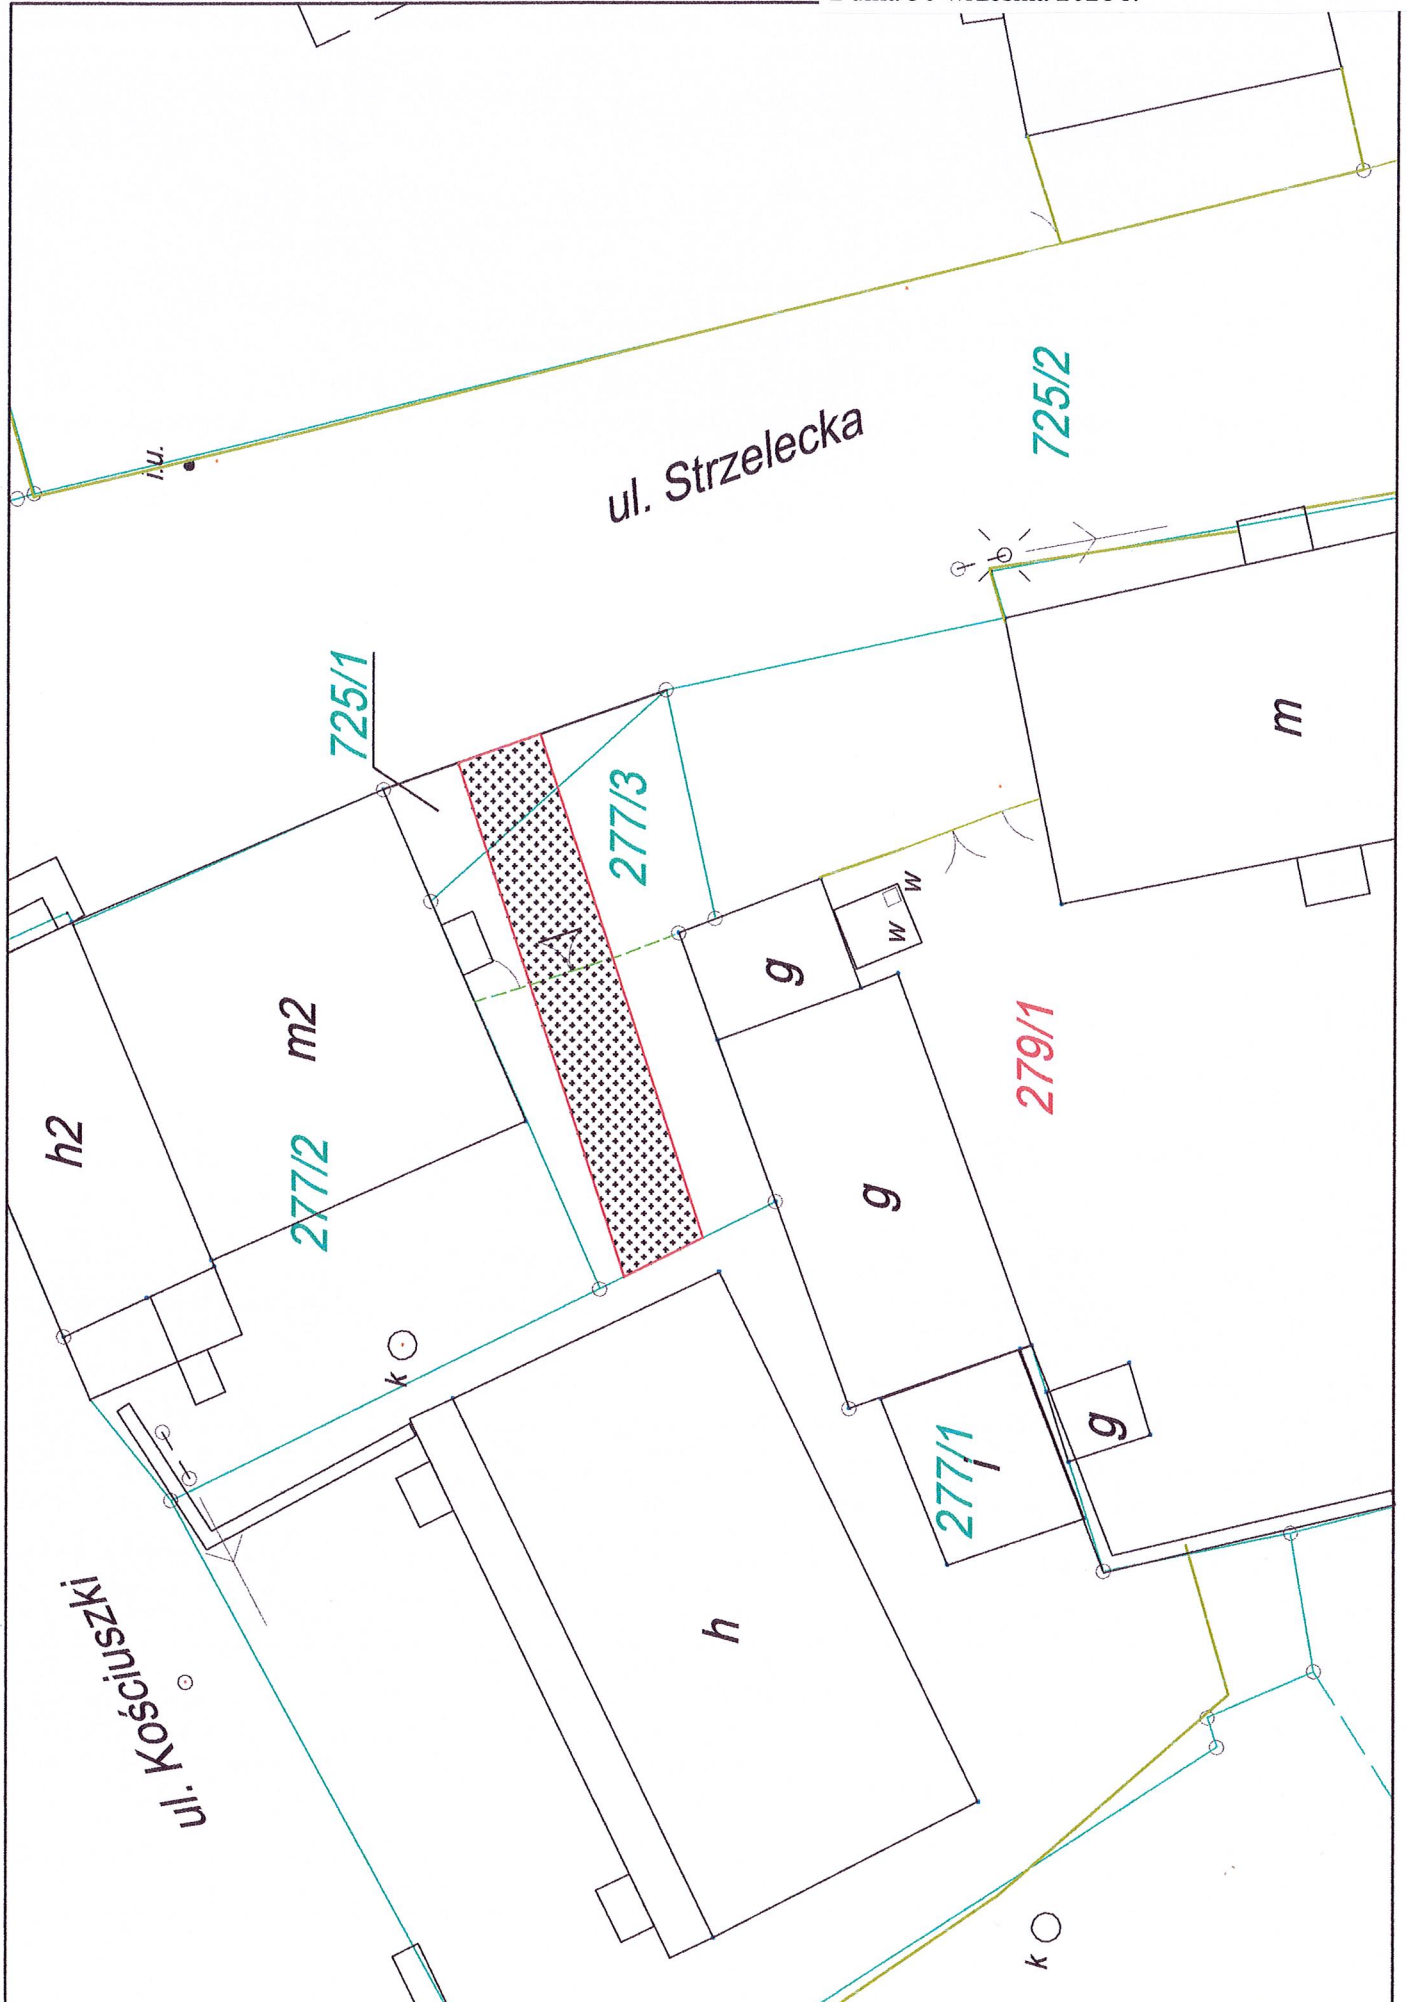 i.u.
ul. Strzelecka
725/2
725/1
277/3
m
m2
h2
277/2
g
w
w
279/1
g
k
277/1
i
g
h
ul. Kościuszki
k